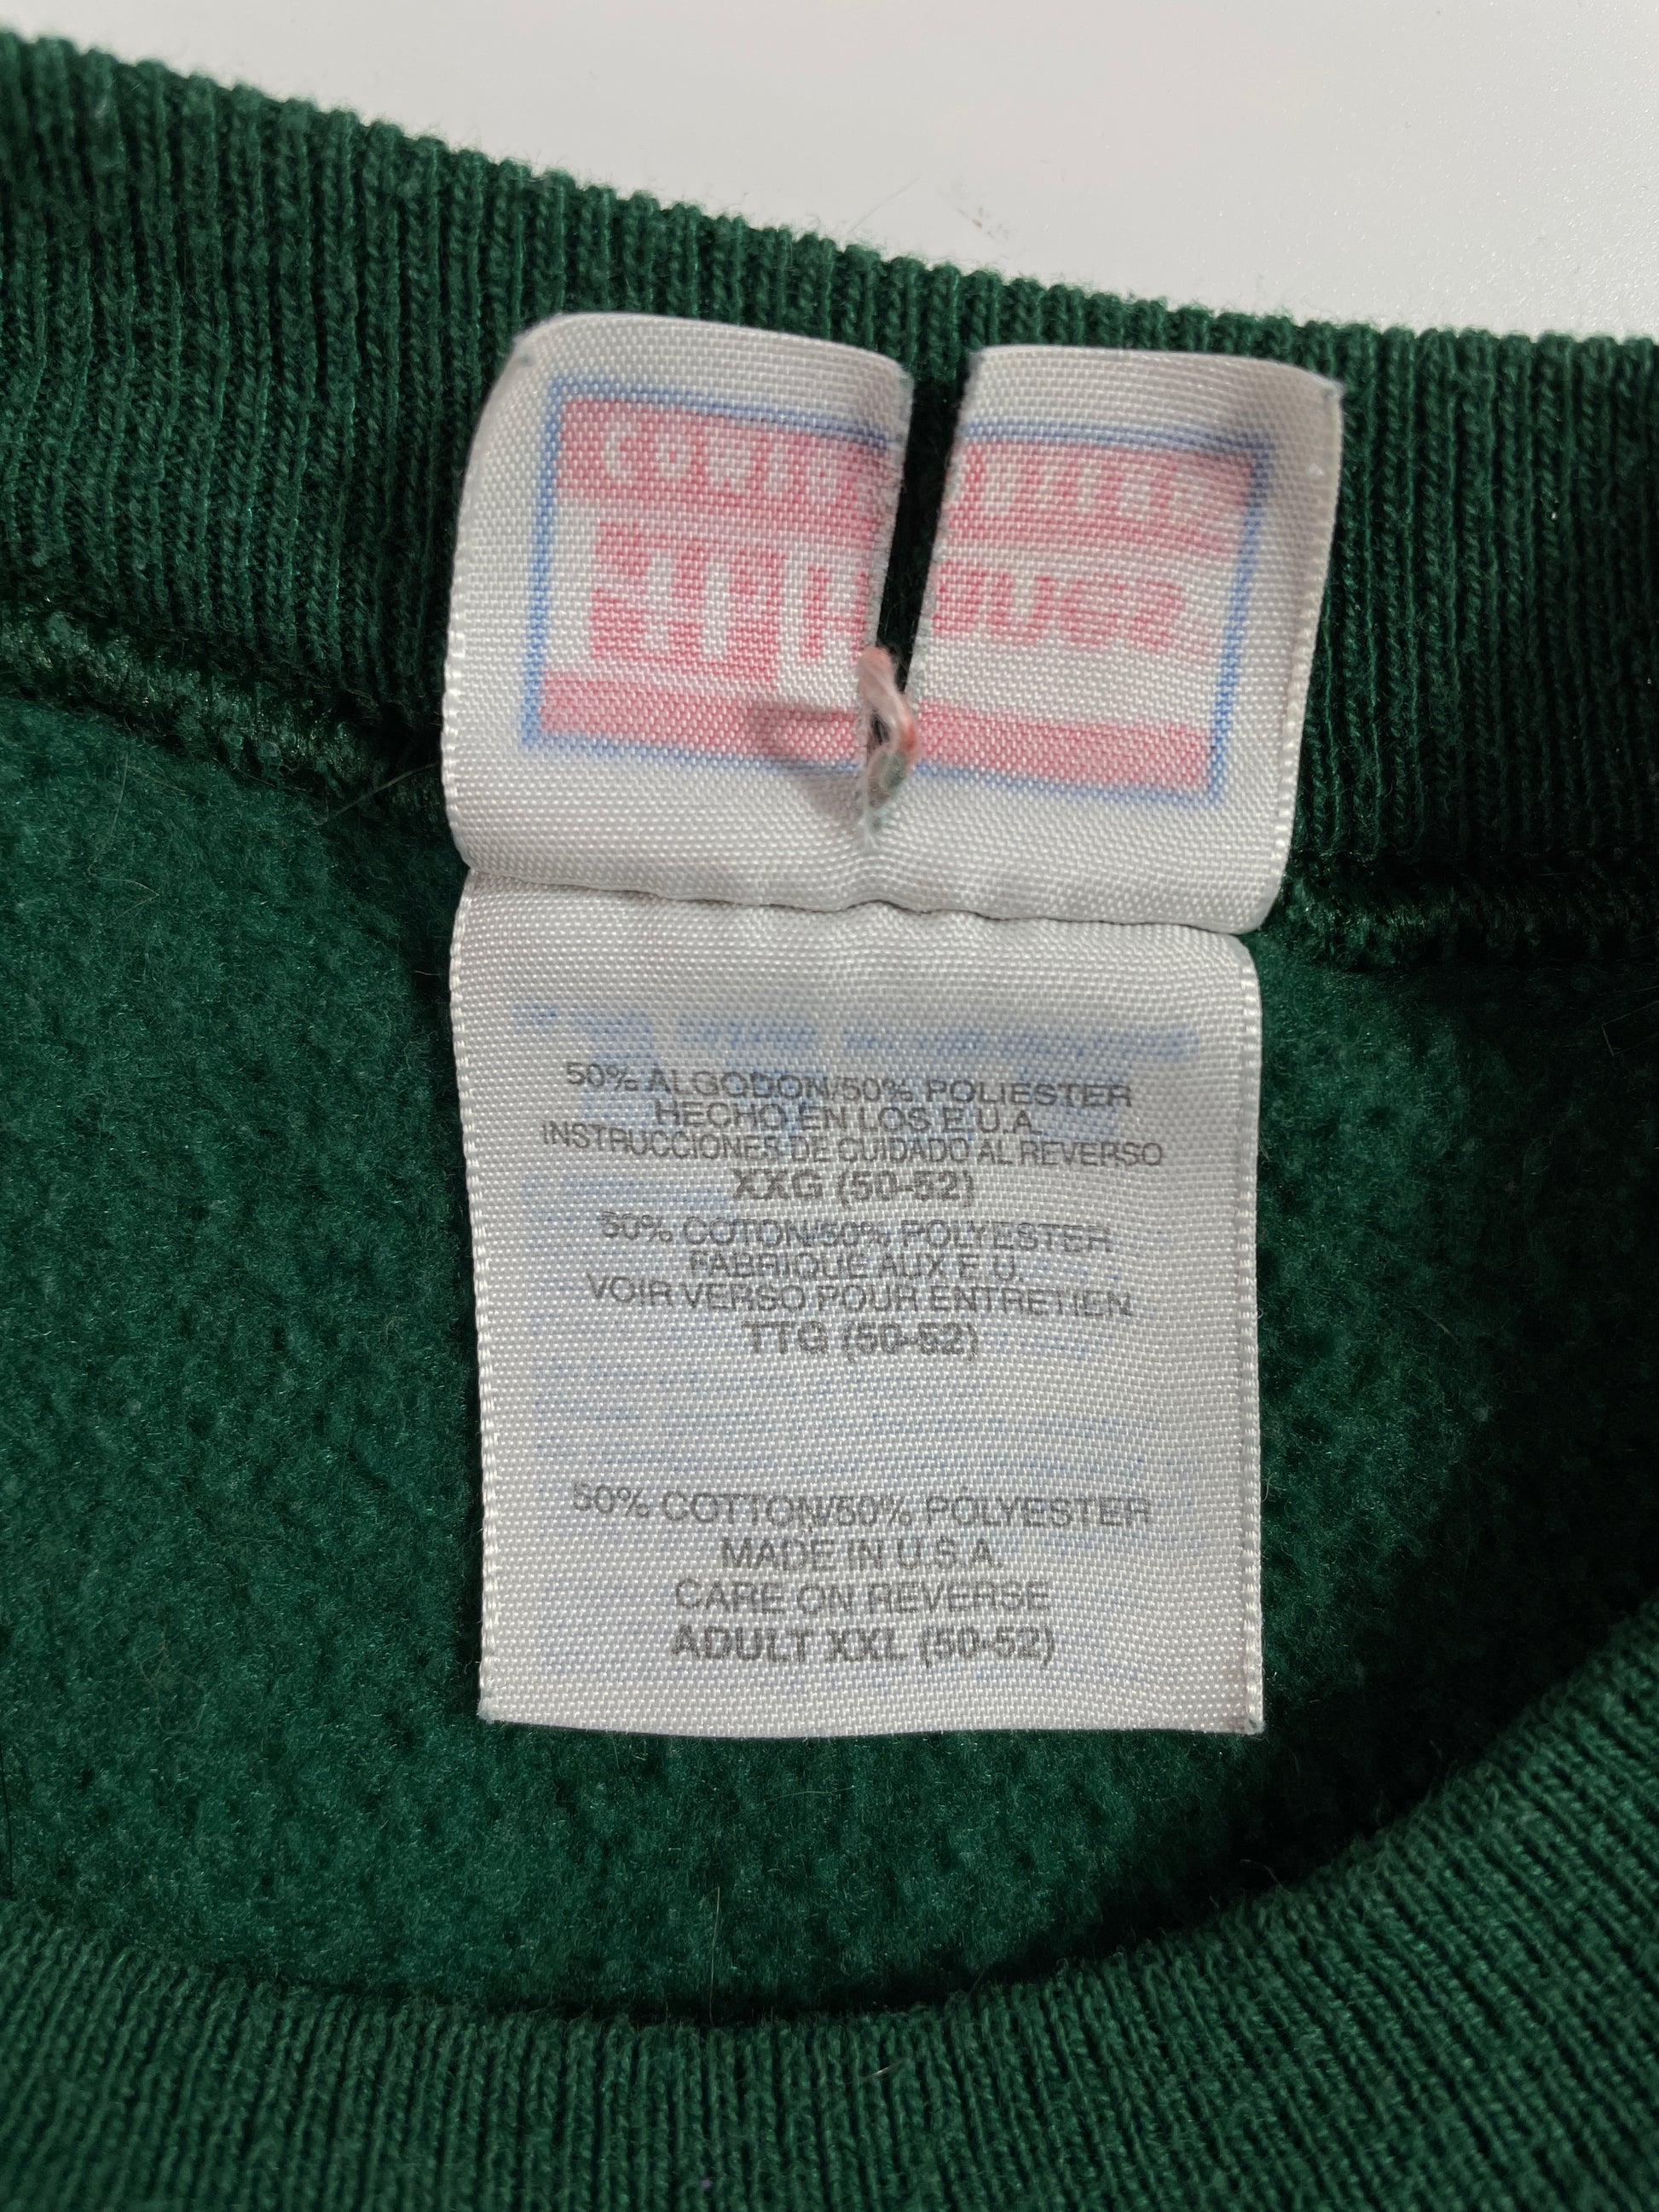 HOUSE
50% ALGODON/50% POLIESTER
HECHO EN LOS E.U.A.
INSTRUCCIONES DE CUIDADO AL REVERSO
XXG (50-52)
50% COTON/50% POLYESTER
FABRIQUE AUX E.U.
VOIR VERSO POUR ENTRETIEN
TTG (50-52)
50% COTTON/50% POLYESTER
MADE IN U.S.A.
CARE ON REVERSE
ADULT XXL (50-52)